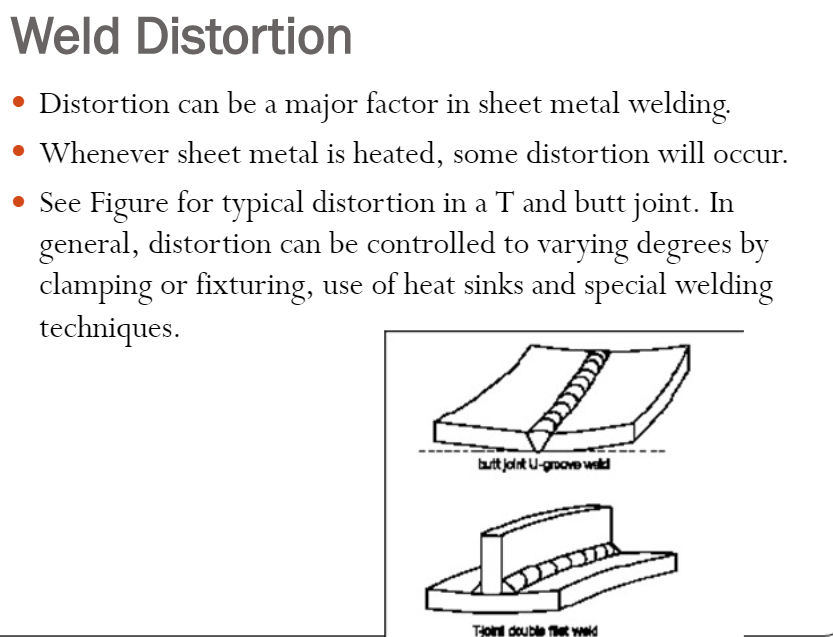 Weld Distortion
• Distortion can be a major factor in sheet metal welding.
• Whenever sheet metal is heated, some distortion will occur.
• See Figure for typical distortion in a T and butt joint. In
general, distortion can be controlled to varying degrees by
clamping or fixturing, use of heat sinks and special welding
techniques.
butt joint U-groove weld
T-joint double fillet weld